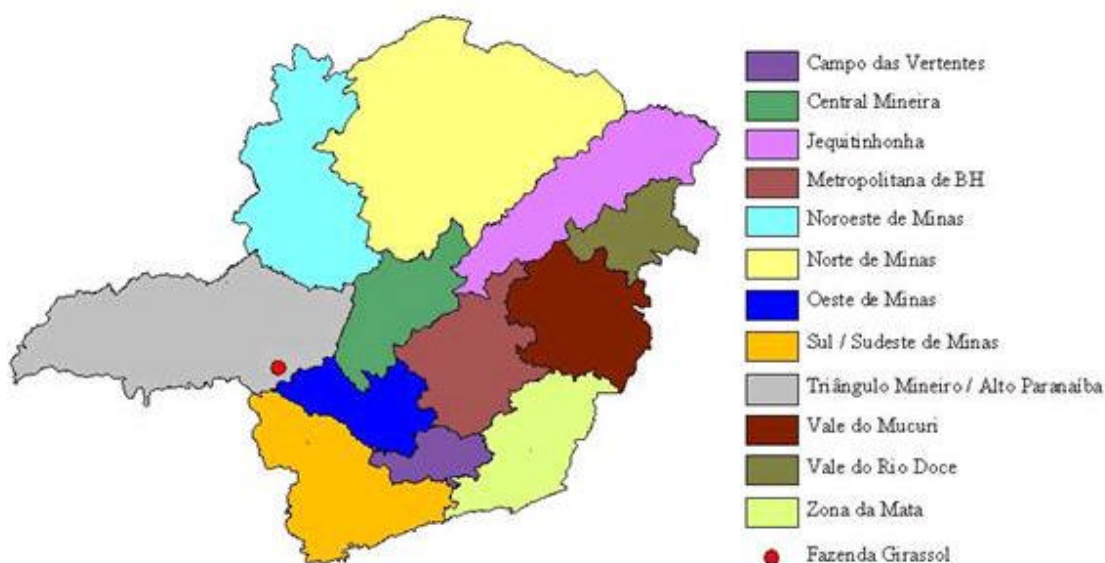 Campo das Vertentes
Central Mineira
Jequitinhonha
Metropolitana de BH
Noroeste de Minas
Norte de Minas
Oeste de Minas
Sul / Sudeste de Minas
Triângulo Mineiro / Alto Paranaíba
Vale do Mucuri
Vale do Rio Doce
Zona da Mata
Fazenda Girassol